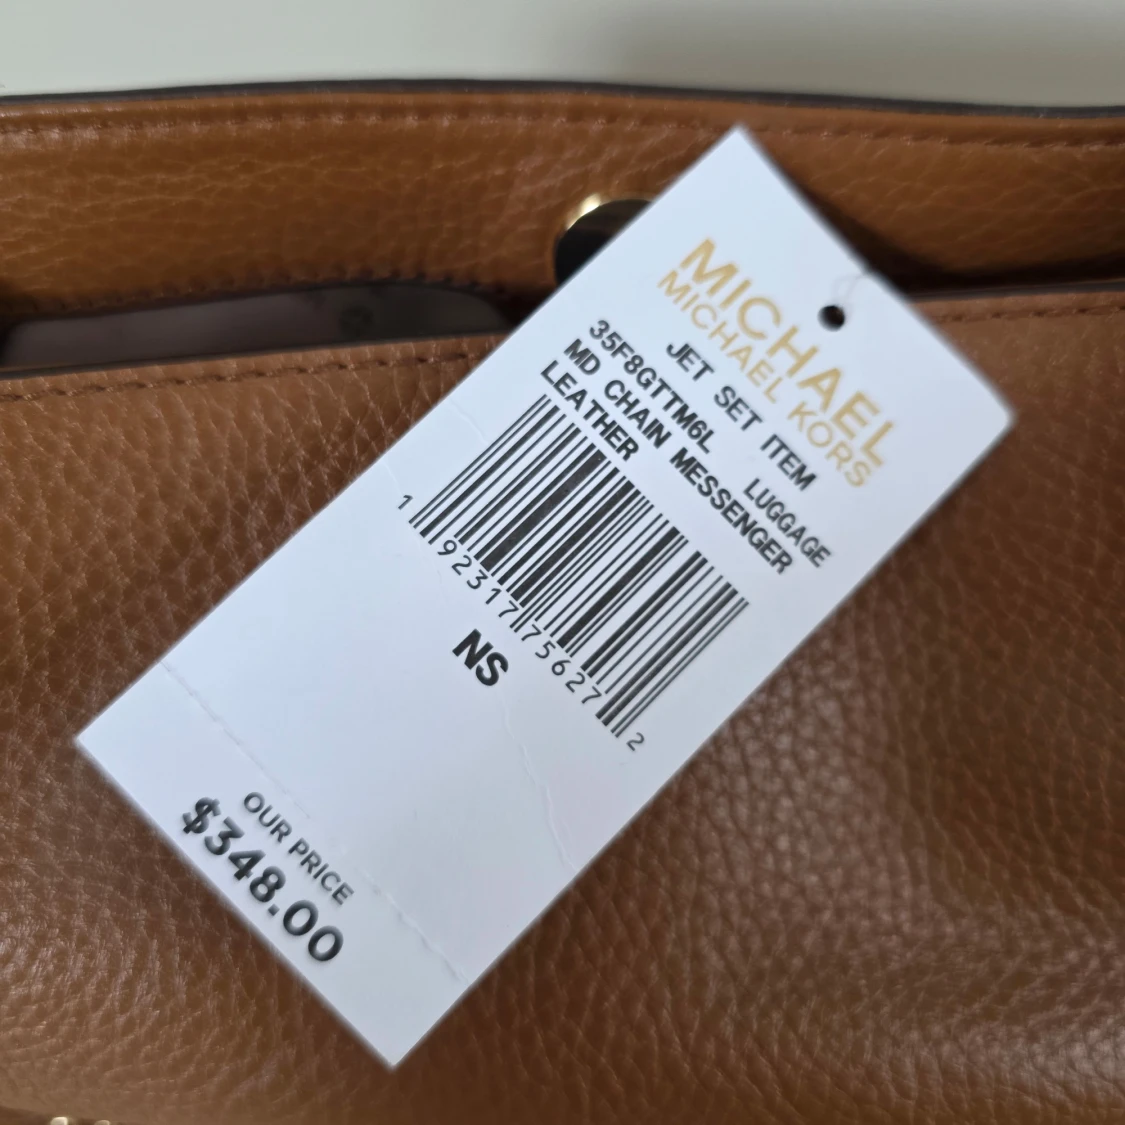 MICHAEL
MICHAEL KORS
JET SET ITEM
35F8GTTM6L LUGGAGE
MD CHAIN MESSENGER
LEATHER
1 92317 75627 2
NS
OUR PRICE
$348.00